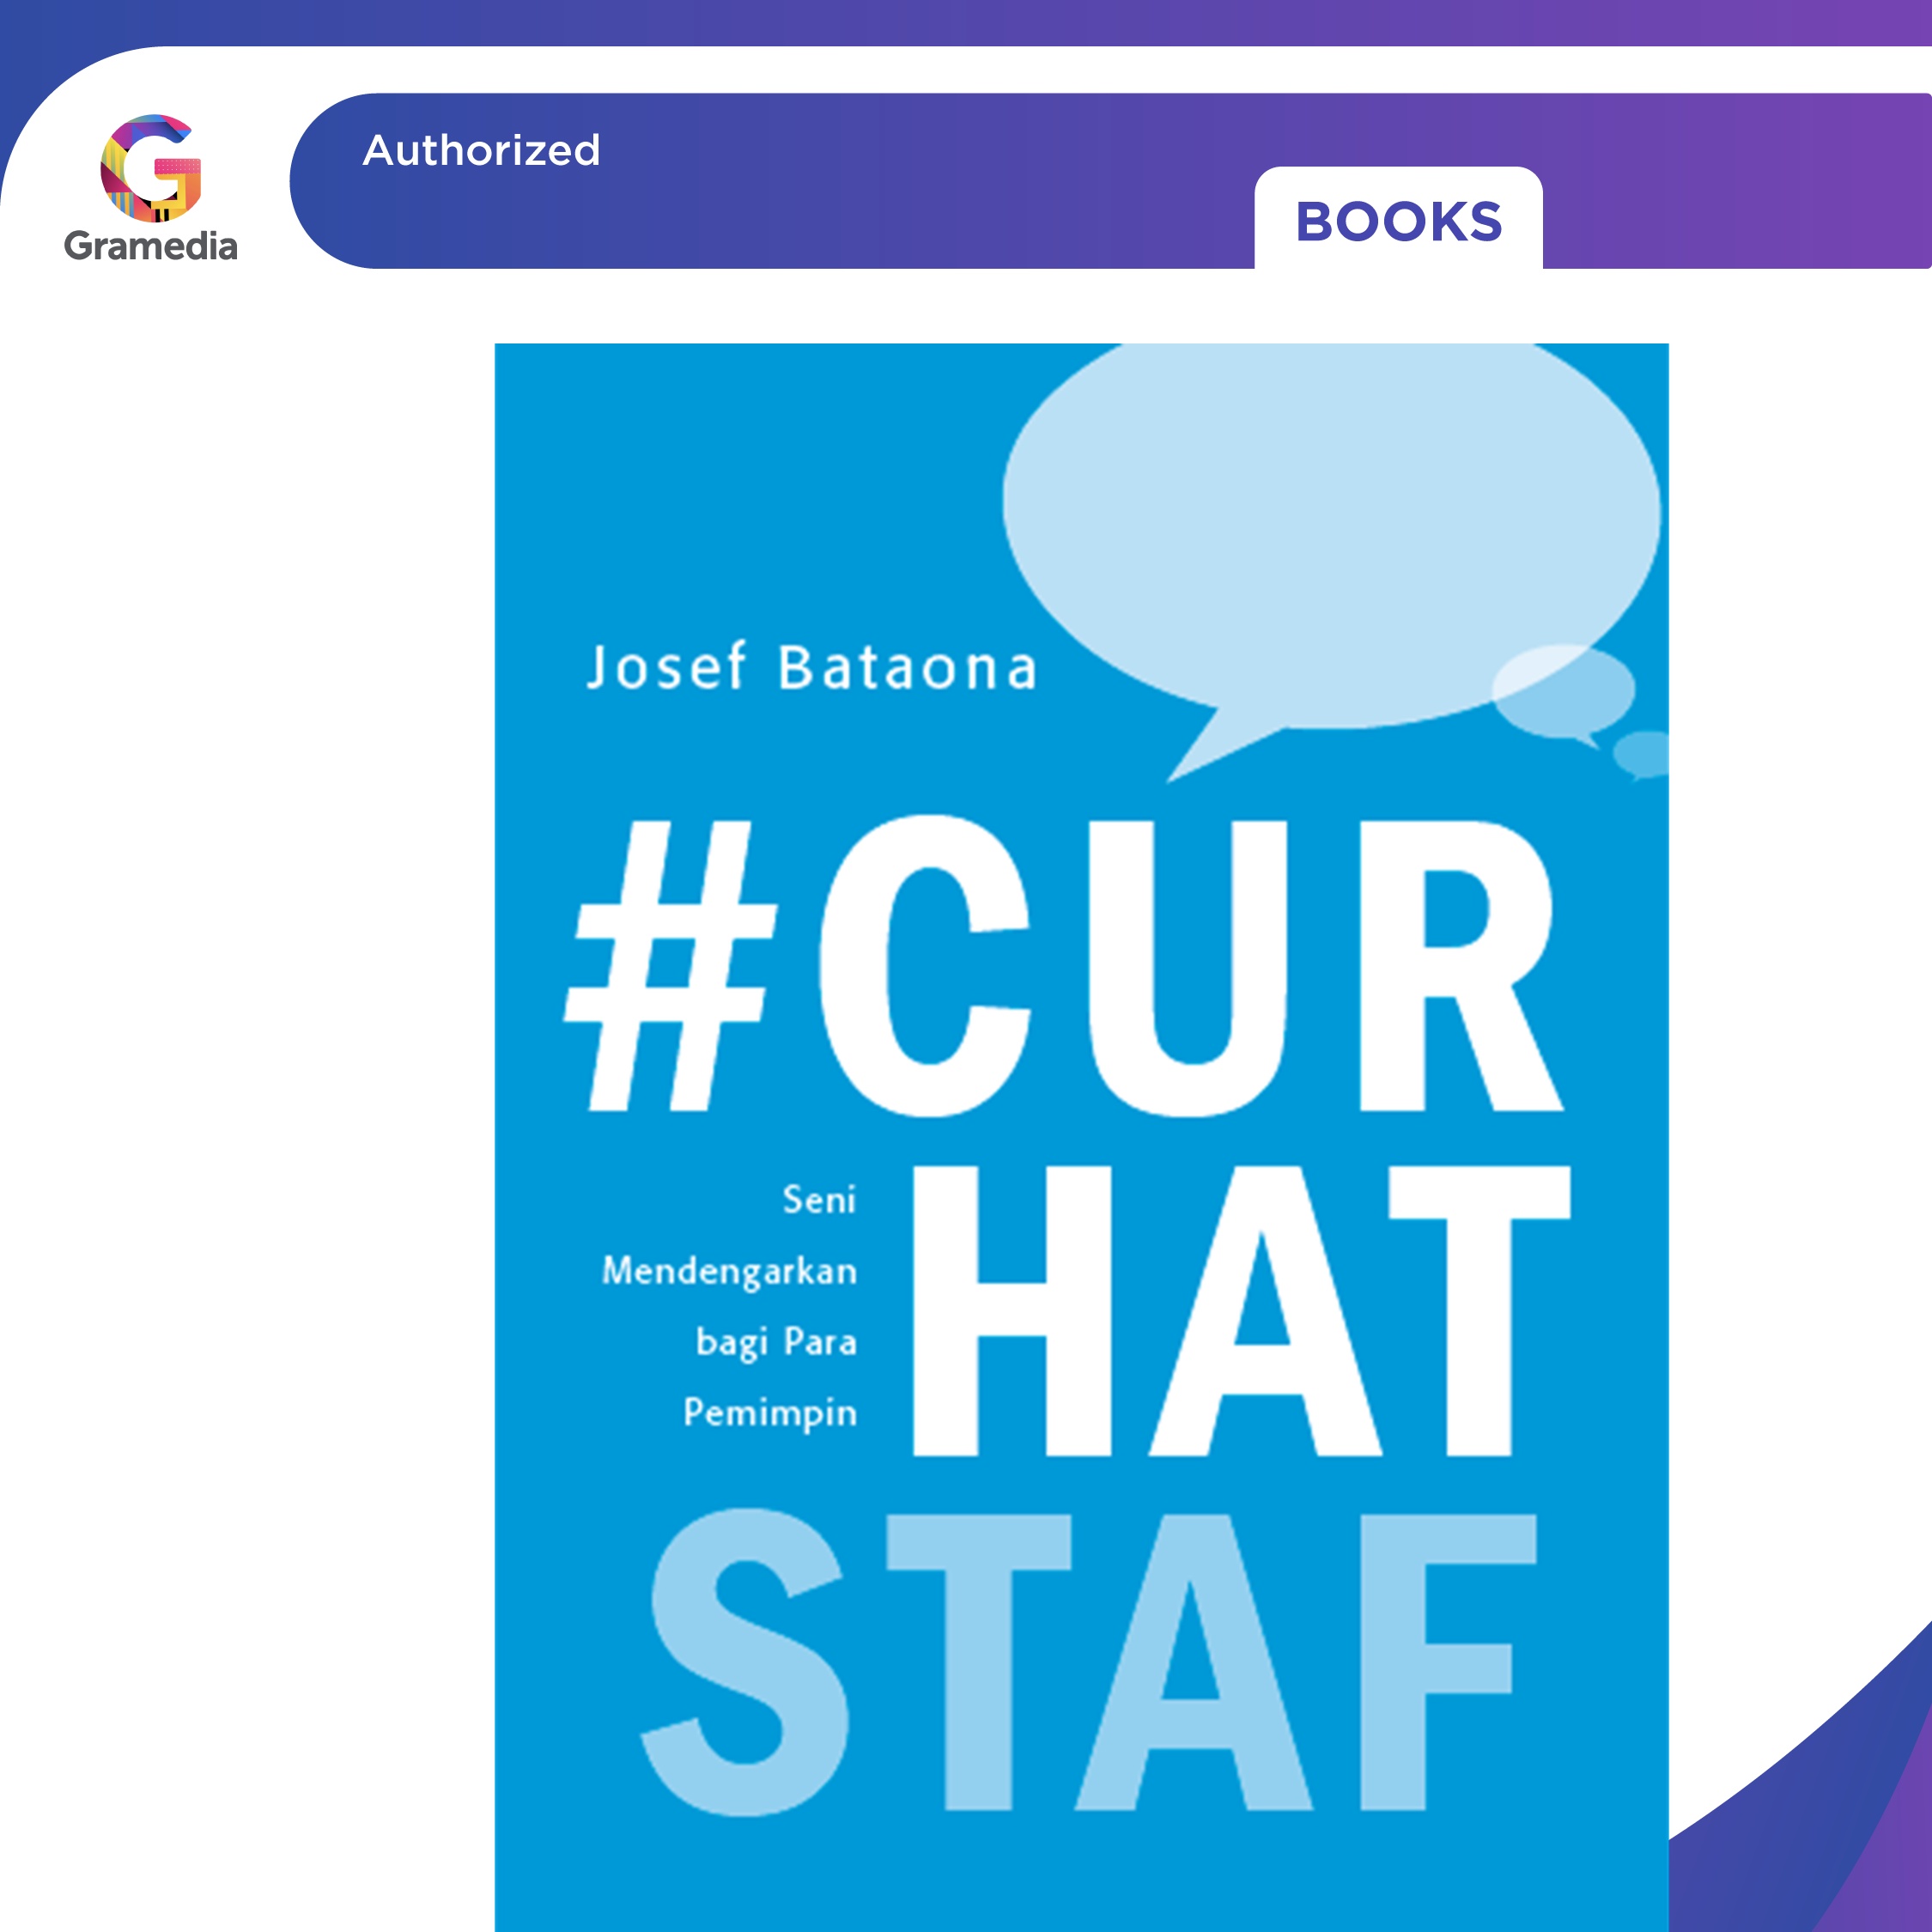 Gramedia
Authorized
BOOKS
Josef Bataona
#CUR
HAT
Seni
Mendengarkan
bagi Para
Pemimpin
STAF